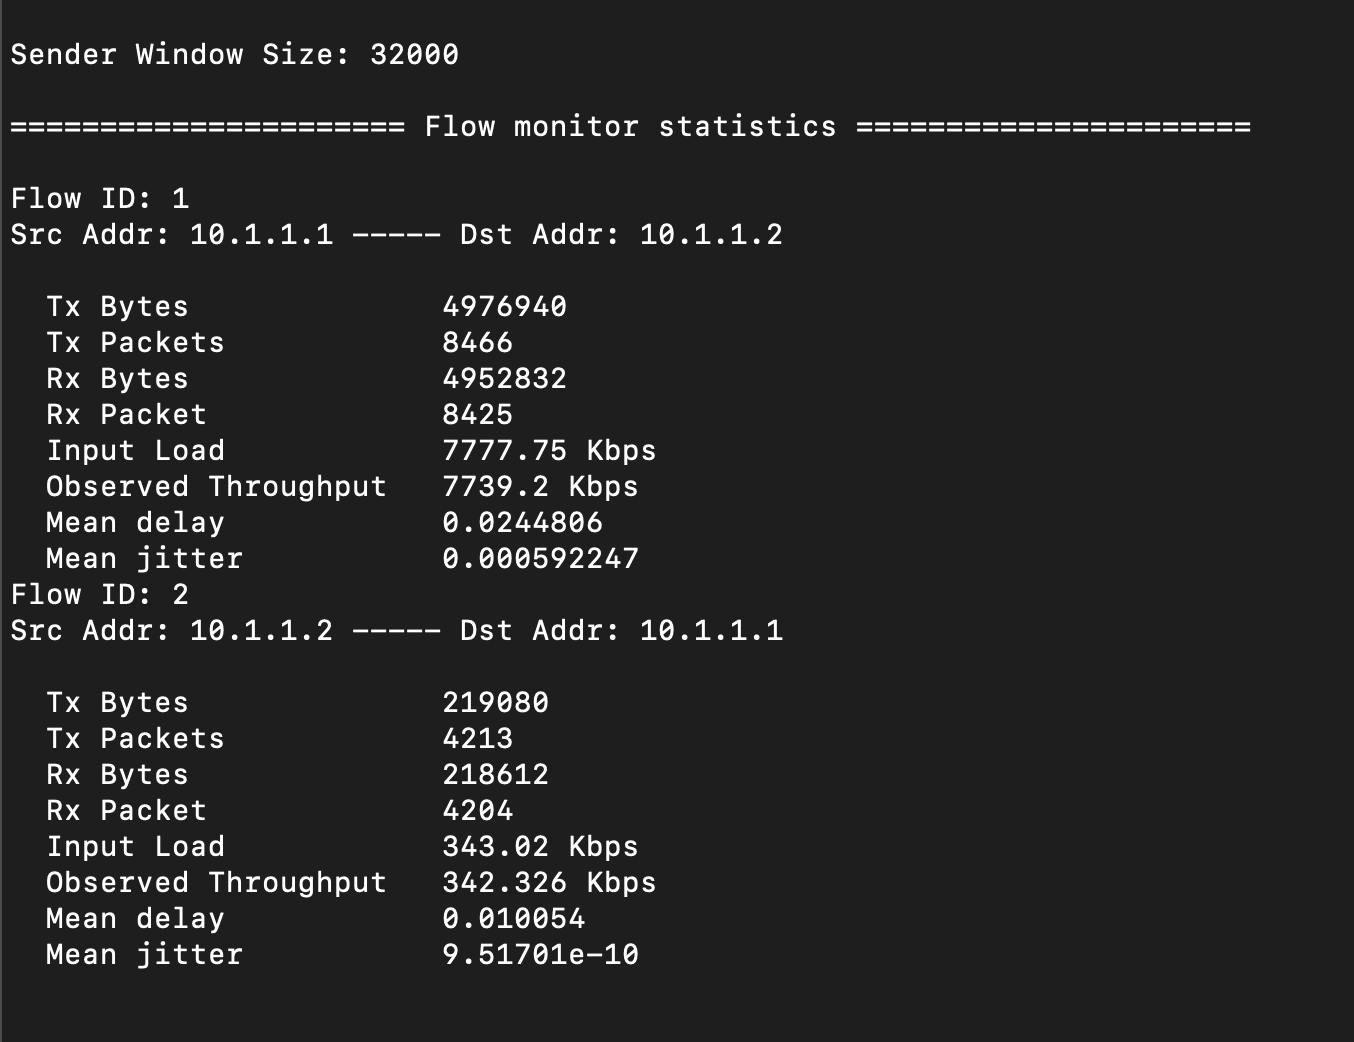 Sender Window Size: 32000
====================== Flow monitor statistics ======================
Flow ID: 1
Src Addr: 10.1.1.1 ----- Dst Addr: 10.1.1.2
Tx Bytes 4976940
Tx Packets 8466
Rx Bytes 4952832
Rx Packet 8425
Input Load 7777.75 Kbps
Observed Throughput 7739.2 Kbps
Mean delay 0.0244806
Mean jitter 0.000592247
Flow ID: 2
Src Addr: 10.1.1.2 ----- Dst Addr: 10.1.1.1
Tx Bytes 219080
Tx Packets 4213
Rx Bytes 218612
Rx Packet 4204
Input Load 343.02 Kbps
Observed Throughput 342.326 Kbps
Mean delay 0.010054
Mean jitter 9.51701e-10